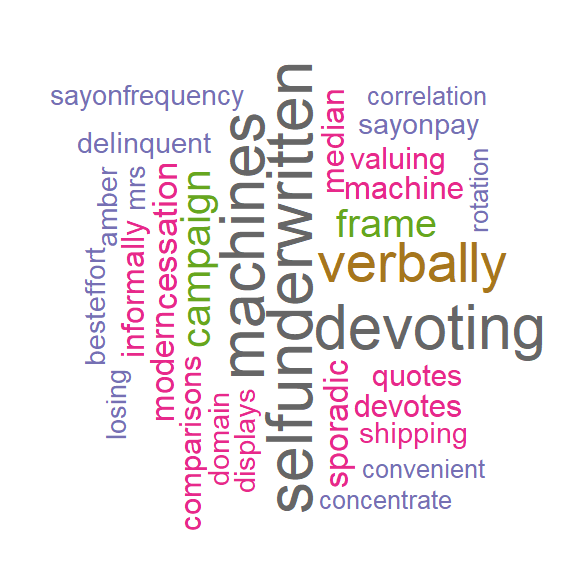 sayonfrequency
correlation
sayonpay
delinquent
median
valuing
machine
rotation
amber
mrs
moderncessation
campaign
machines
selfunderwritten
frame
verbally
informally
besteffort
devoting
losing
comparisons
domain
displays
sporadic
quotes
devotes
shipping
convenient
concentrate